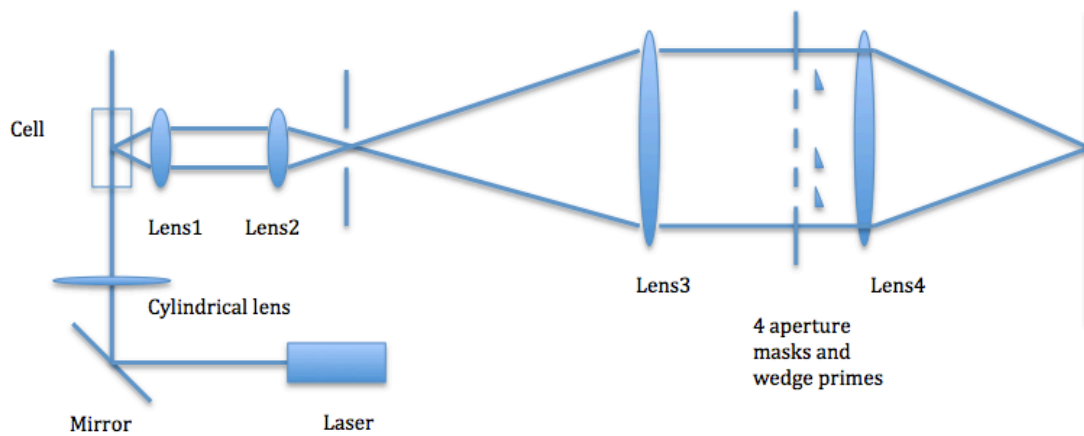 Cell
Lens1
Lens2
Lens3
Lens4
Cylindrical lens
4 aperture
masks and
wedge primes
Mirror
Laser